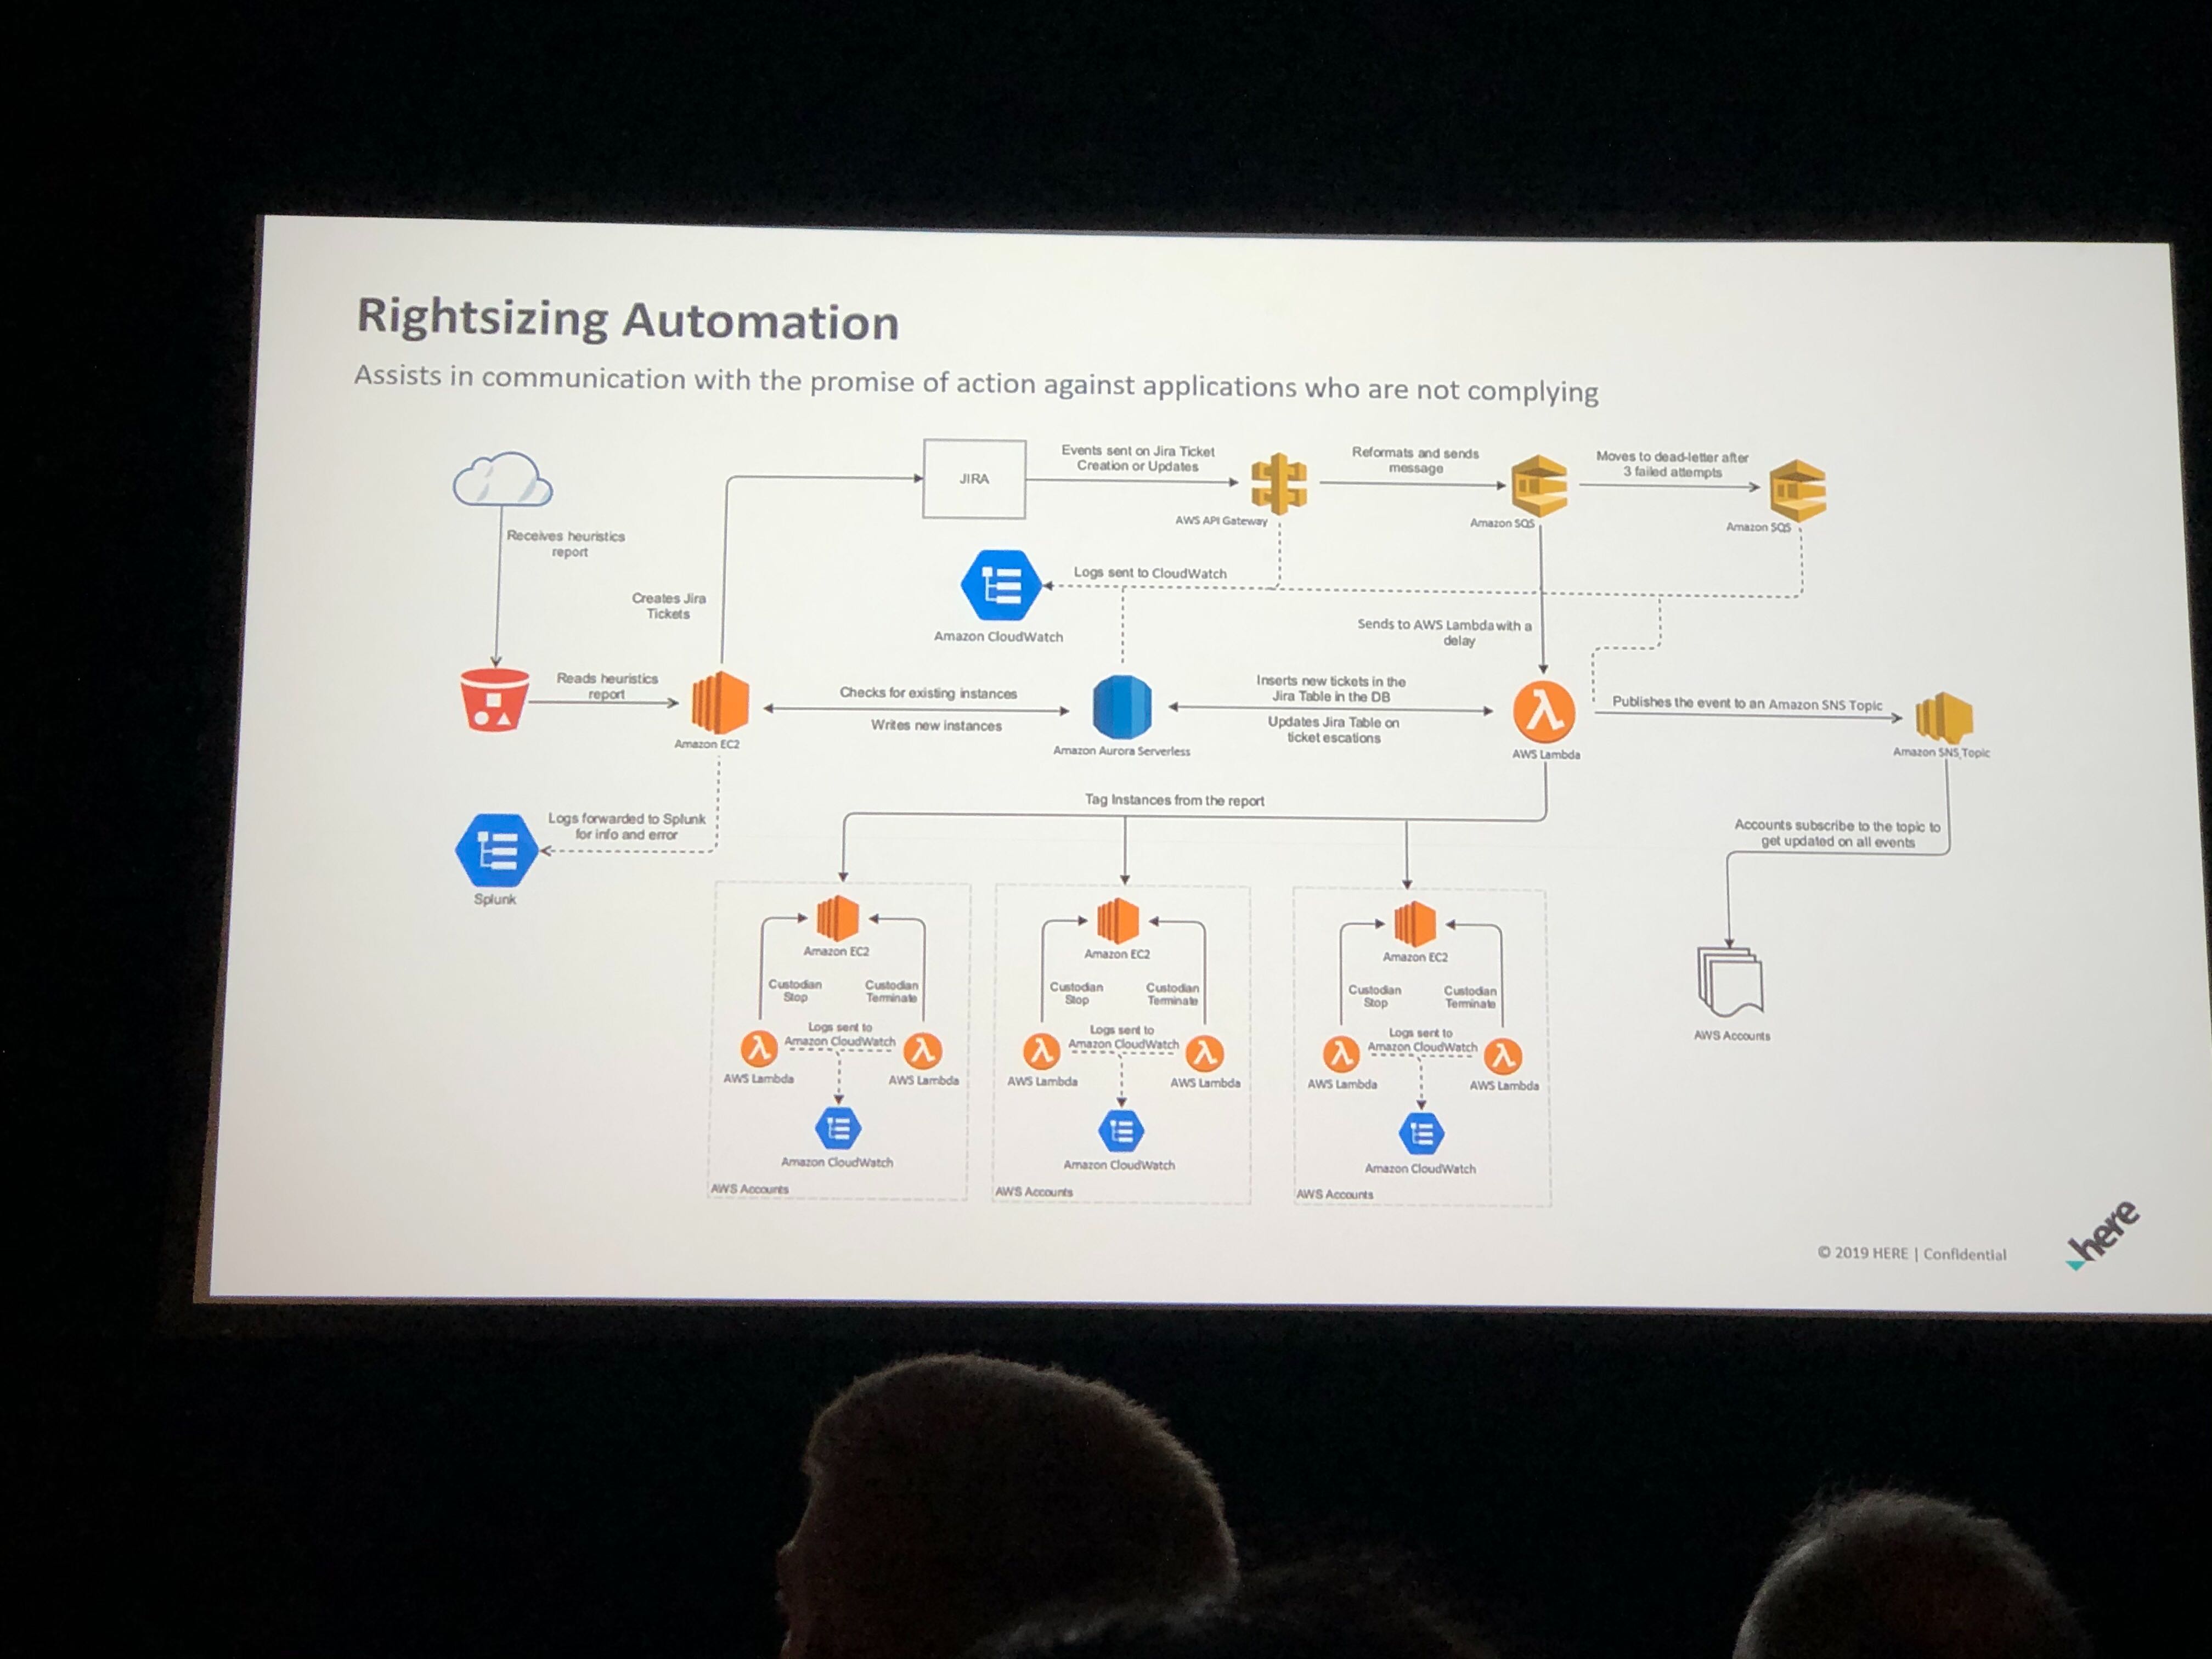 Rightsizing Automation
Assists in communication with the promise of action against applications who are not complying
Receives heuristics
report
Creates Jira
Tickets
JIRA
Events sent on Jira Ticket
Creation or Updates
AWS API Gateway
Reformats and sends
message
Amazon SQS
Moves to dead-letter after
3 failed attempts
Amazon SQS
Logs sent to CloudWatch
Amazon CloudWatch
Sends to AWS Lambda with a
delay
Reads heuristics
report
Amazon EC2
Checks for existing instances
Writes new instances
Amazon Aurora Serverless
Inserts new tickets in the
Jira Table in the DB
Updates Jira Table on
ticket escations
AWS Lambda
Publishes the event to an Amazon SNS Topic
Amazon SNS Topic
Logs forwarded to Splunk
for info and error
Splunk
Tag Instances from the report
Accounts subscribe to the topic to
get updated on all events
AWS Accounts
Amazon EC2
Custodian
Stop
Custodian
Terminate
Logs sent to
Amazon CloudWatch
AWS Lambda
AWS Lambda
Amazon CloudWatch
AWS Accounts
Amazon EC2
Custodian
Stop
Custodian
Terminate
Logs sent to
Amazon CloudWatch
AWS Lambda
AWS Lambda
Amazon CloudWatch
AWS Accounts
Amazon EC2
Custodian
Stop
Custodian
Terminate
Logs sent to
Amazon CloudWatch
AWS Lambda
AWS Lambda
Amazon CloudWatch
AWS Accounts
© 2019 HERE | Confidential
here